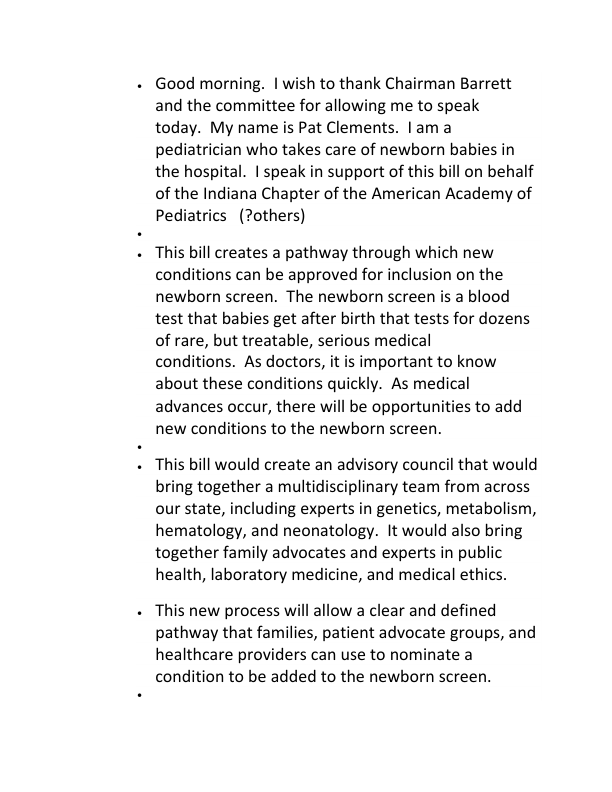 • Good morning.  I wish to thank Chairman Barrett
and the committee for allowing me to speak
today.  My name is Pat Clements.  I am a
pediatrician who takes care of newborn babies in
the hospital.  I speak in support of this bill on behalf
of the Indiana Chapter of the American Academy of
Pediatrics   (?others)
•
• This bill creates a pathway through which new
conditions can be approved for inclusion on the
newborn screen.  The newborn screen is a blood
test that babies get after birth that tests for dozens
of rare, but treatable, serious medical
conditions.  As doctors, it is important to know
about these conditions quickly.  As medical
advances occur, there will be opportunities to add
new conditions to the newborn screen.
•
• This bill would create an advisory council that would
bring together a multidisciplinary team from across
our state, including experts in genetics, metabolism,
hematology, and neonatology.  It would also bring
together family advocates and experts in public
health, laboratory medicine, and medical ethics.
• This new process will allow a clear and defined
pathway that families, patient advocate groups, and
healthcare providers can use to nominate a
condition to be added to the newborn screen.
•